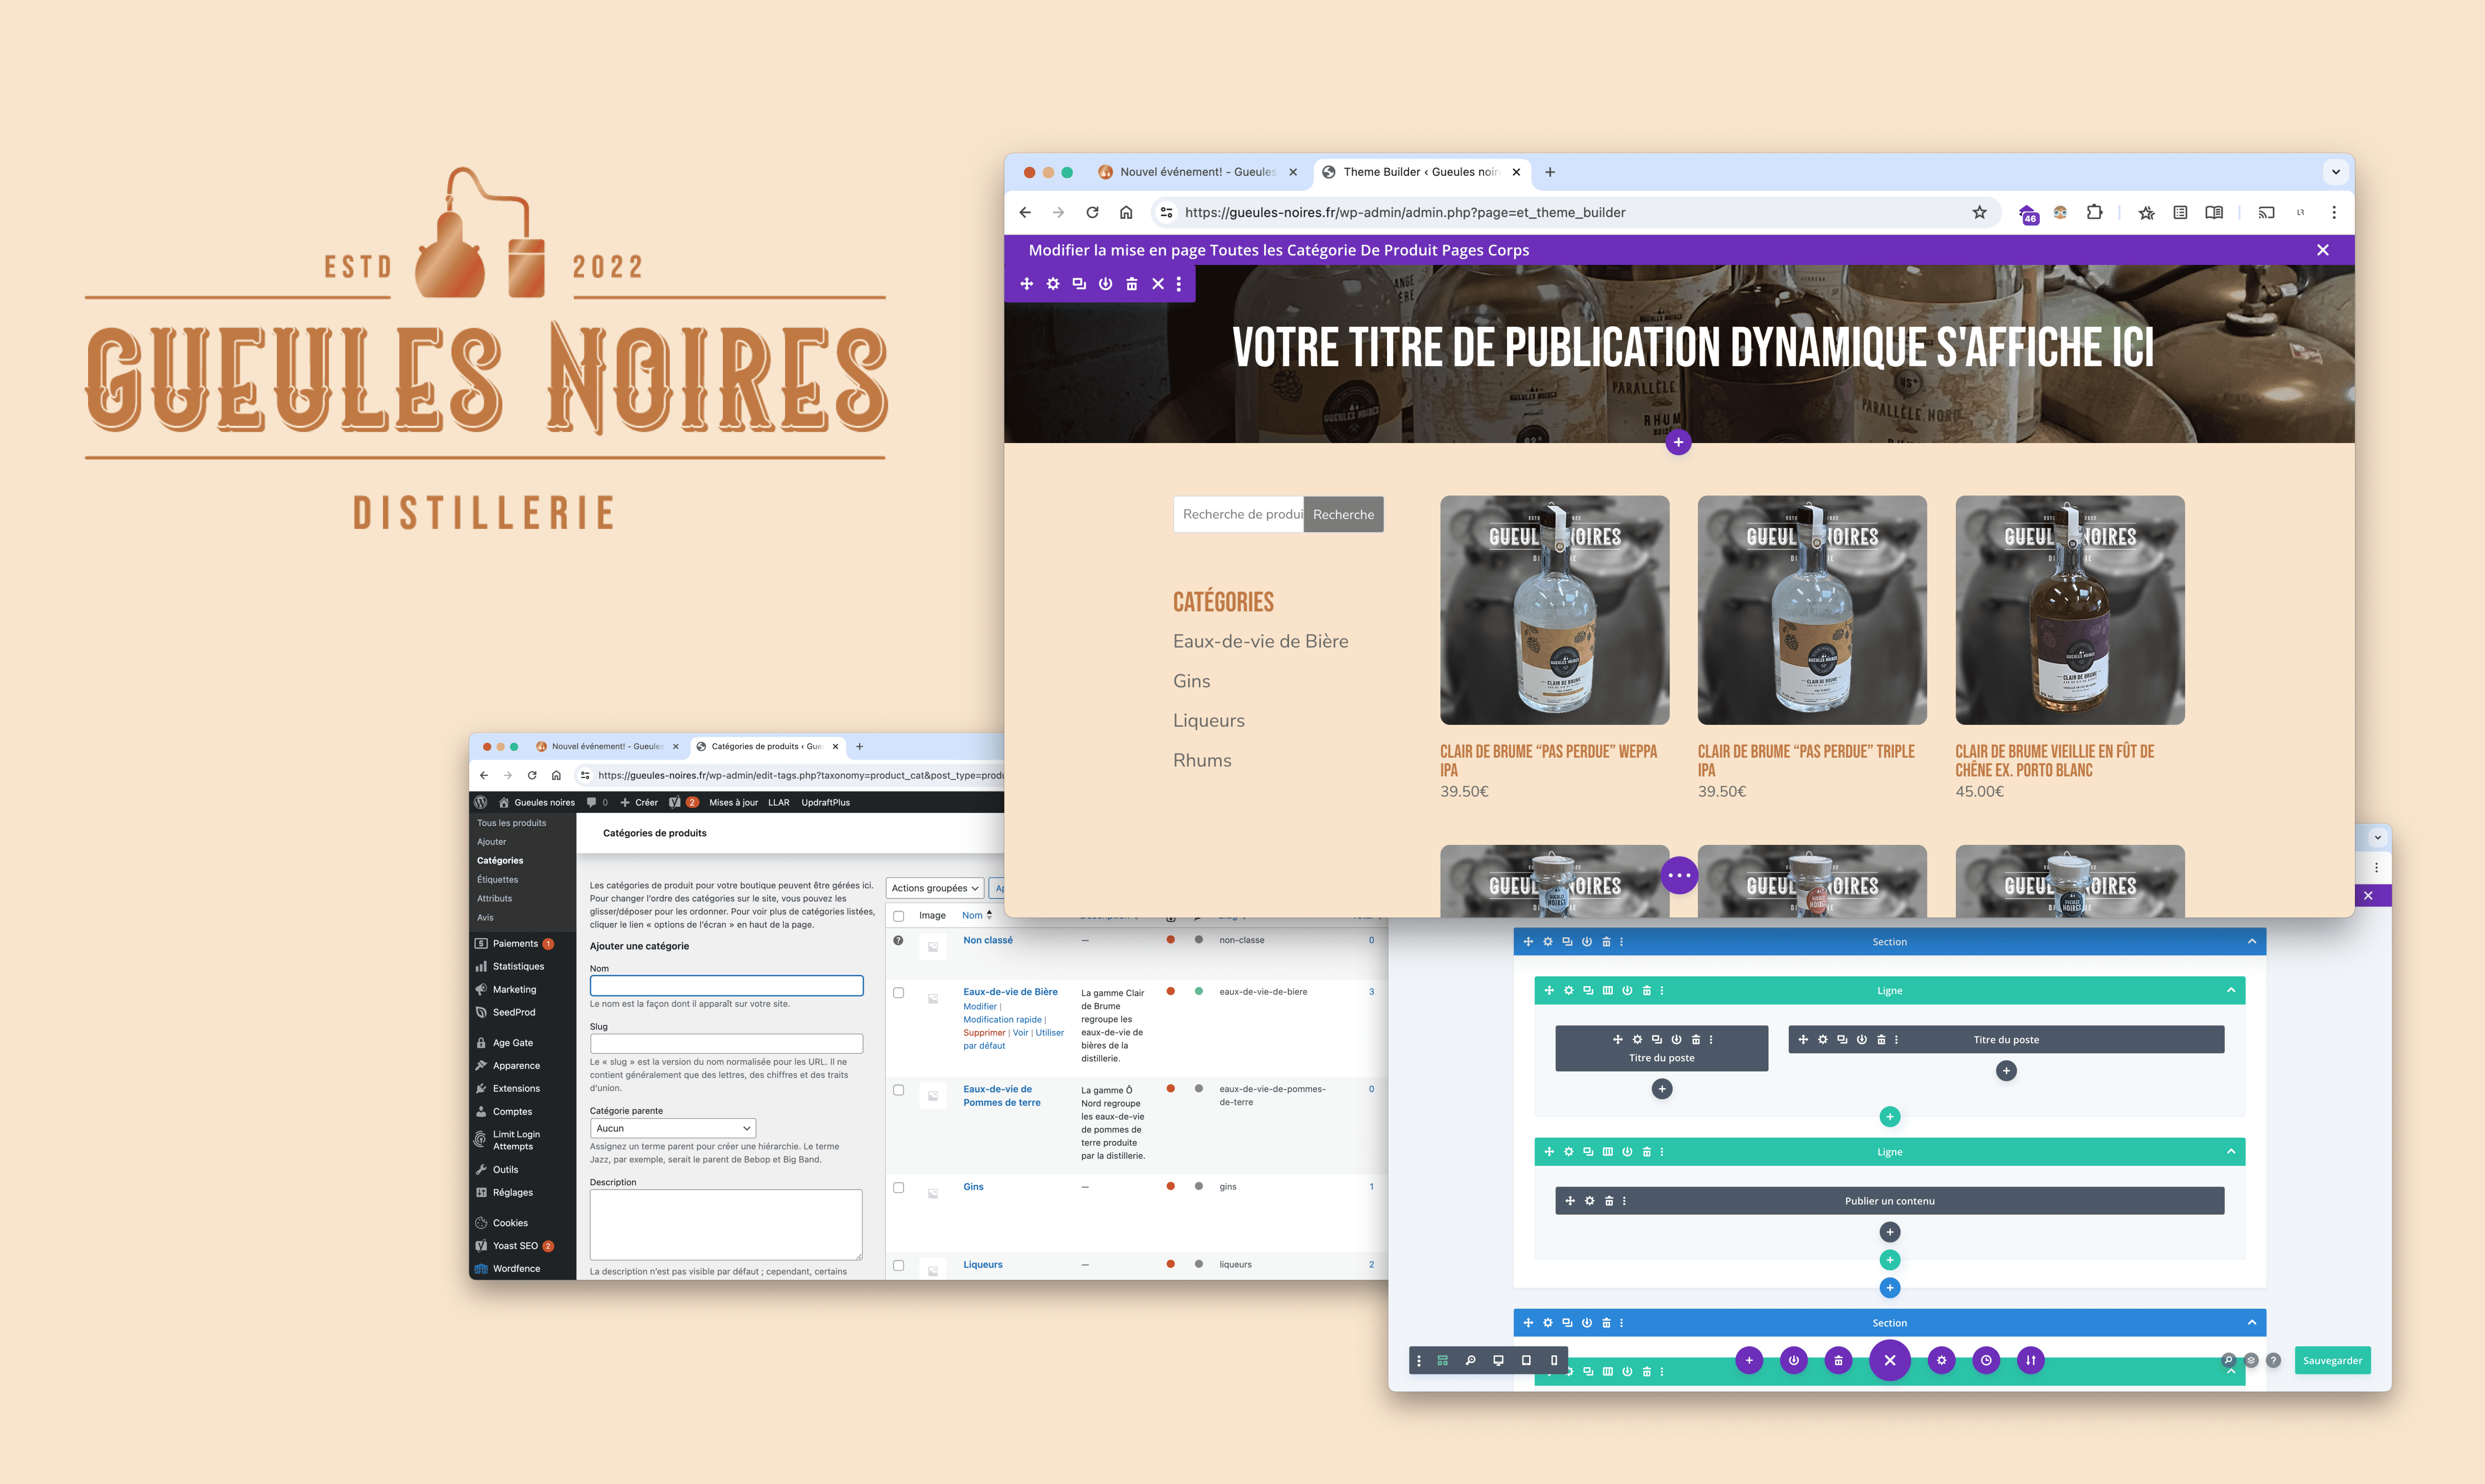 ESTD 2022
GUEULES NOIRES
DISTILLERIE
Nouvel événement! - Gueules
Theme Builder ‹ Gueules noir
https://gueules-noires.fr/wp-admin/admin.php?page=et_theme_builder
46
Modifier la mise en page Toutes les Catégorie De Produit Pages Corps
VOTRE TITRE DE PUBLICATION DYNAMIQUE S'AFFICHE ICI
PARALLÈLE
RHUM
PARALLÈLE NORD
45°
Recherche de produi
Recherche
CATÉGORIES
Eaux-de-vie de Bière
Gins
Liqueurs
Rhums
CLAIR DE BRUME “PAS PERDUE” WEPPA
IPA
39.50€
CLAIR DE BRUME “PAS PERDUE” TRIPLE
IPA
39.50€
CLAIR DE BRUME VIEILLIE EN FÛT DE
CHÊNE EX. PORTO BLANC
45.00€
Nouvel événement! - Gueules
Catégories de produits ‹ Gue
https://gueules-noires.fr/wp-admin/edit-tags.php?taxonomy=product_cat&post_type=produ
Gueules noires
0
Créer
2
Mises à jour
LLAR
UpdraftPlus
Tous les produits
Ajouter
Catégories
Étiquettes
Attributs
Avis
Paiements 1
Statistiques
Marketing
SeedProd
Age Gate
Apparence
Extensions
Comptes
Limit Login
Attempts
Outils
Réglages
Cookies
Yoast SEO 2
Wordfence
Catégories de produits
Les catégories de produit pour votre boutique peuvent être gérées ici.
Pour changer l’ordre des catégories sur le site, vous pouvez les
glisser/déposer pour les ordonner. Pour voir plus de catégories listées,
cliquer le lien « options de l’écran » en haut de la page.
Ajouter une catégorie
Nom
Le nom est la façon dont il apparaît sur votre site.
Slug
Le « slug » est la version du nom normalisée pour les URL. Il ne
contient généralement que des lettres, des chiffres et des traits
d’union.
Catégorie parente
Aucun
Assignez un terme parent pour créer une hiérarchie. Le terme
Jazz, par exemple, serait le parent de Bebop et Big Band.
Description
La description n’est pas visible par défaut ; cependant, certains
Actions groupées
Ap
Image
Nom
Non classé
—
non-classe
0
Eaux-de-vie de Bière
Modifier |
Modification rapide |
Supprimer | Voir | Utiliser
par défaut
La gamme Clair
de Brume
regroupe les
eaux-de-vie de
bières de la
distillerie.
eaux-de-vie-de-biere
3
Eaux-de-vie de
Pommes de terre
La gamme Ô
Nord regroupe
les eaux-de-vie
de pommes de
terre produite
par la distillerie.
eaux-de-vie-de-pommes-
de-terre
0
Gins
—
gins
1
Liqueurs
—
liqueurs
2
Section
Ligne
Titre du poste
Titre du poste
Ligne
Publier un contenu
Section
Sauvegarder